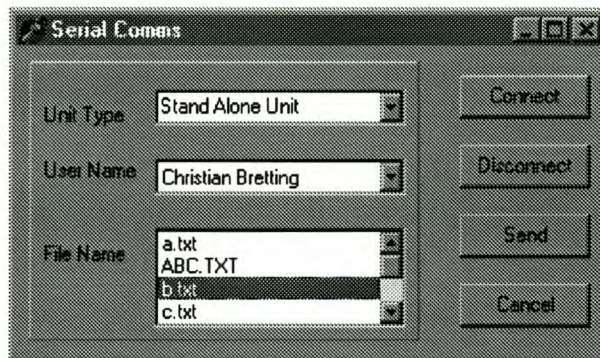 Serial Comms
Unit Type
Stand Alone Unit
User Name
Christian Bretting
File Name
a.txt
ABC.TXT
b.txt
c.txt
Connect
Disconnect
Send
Cancel